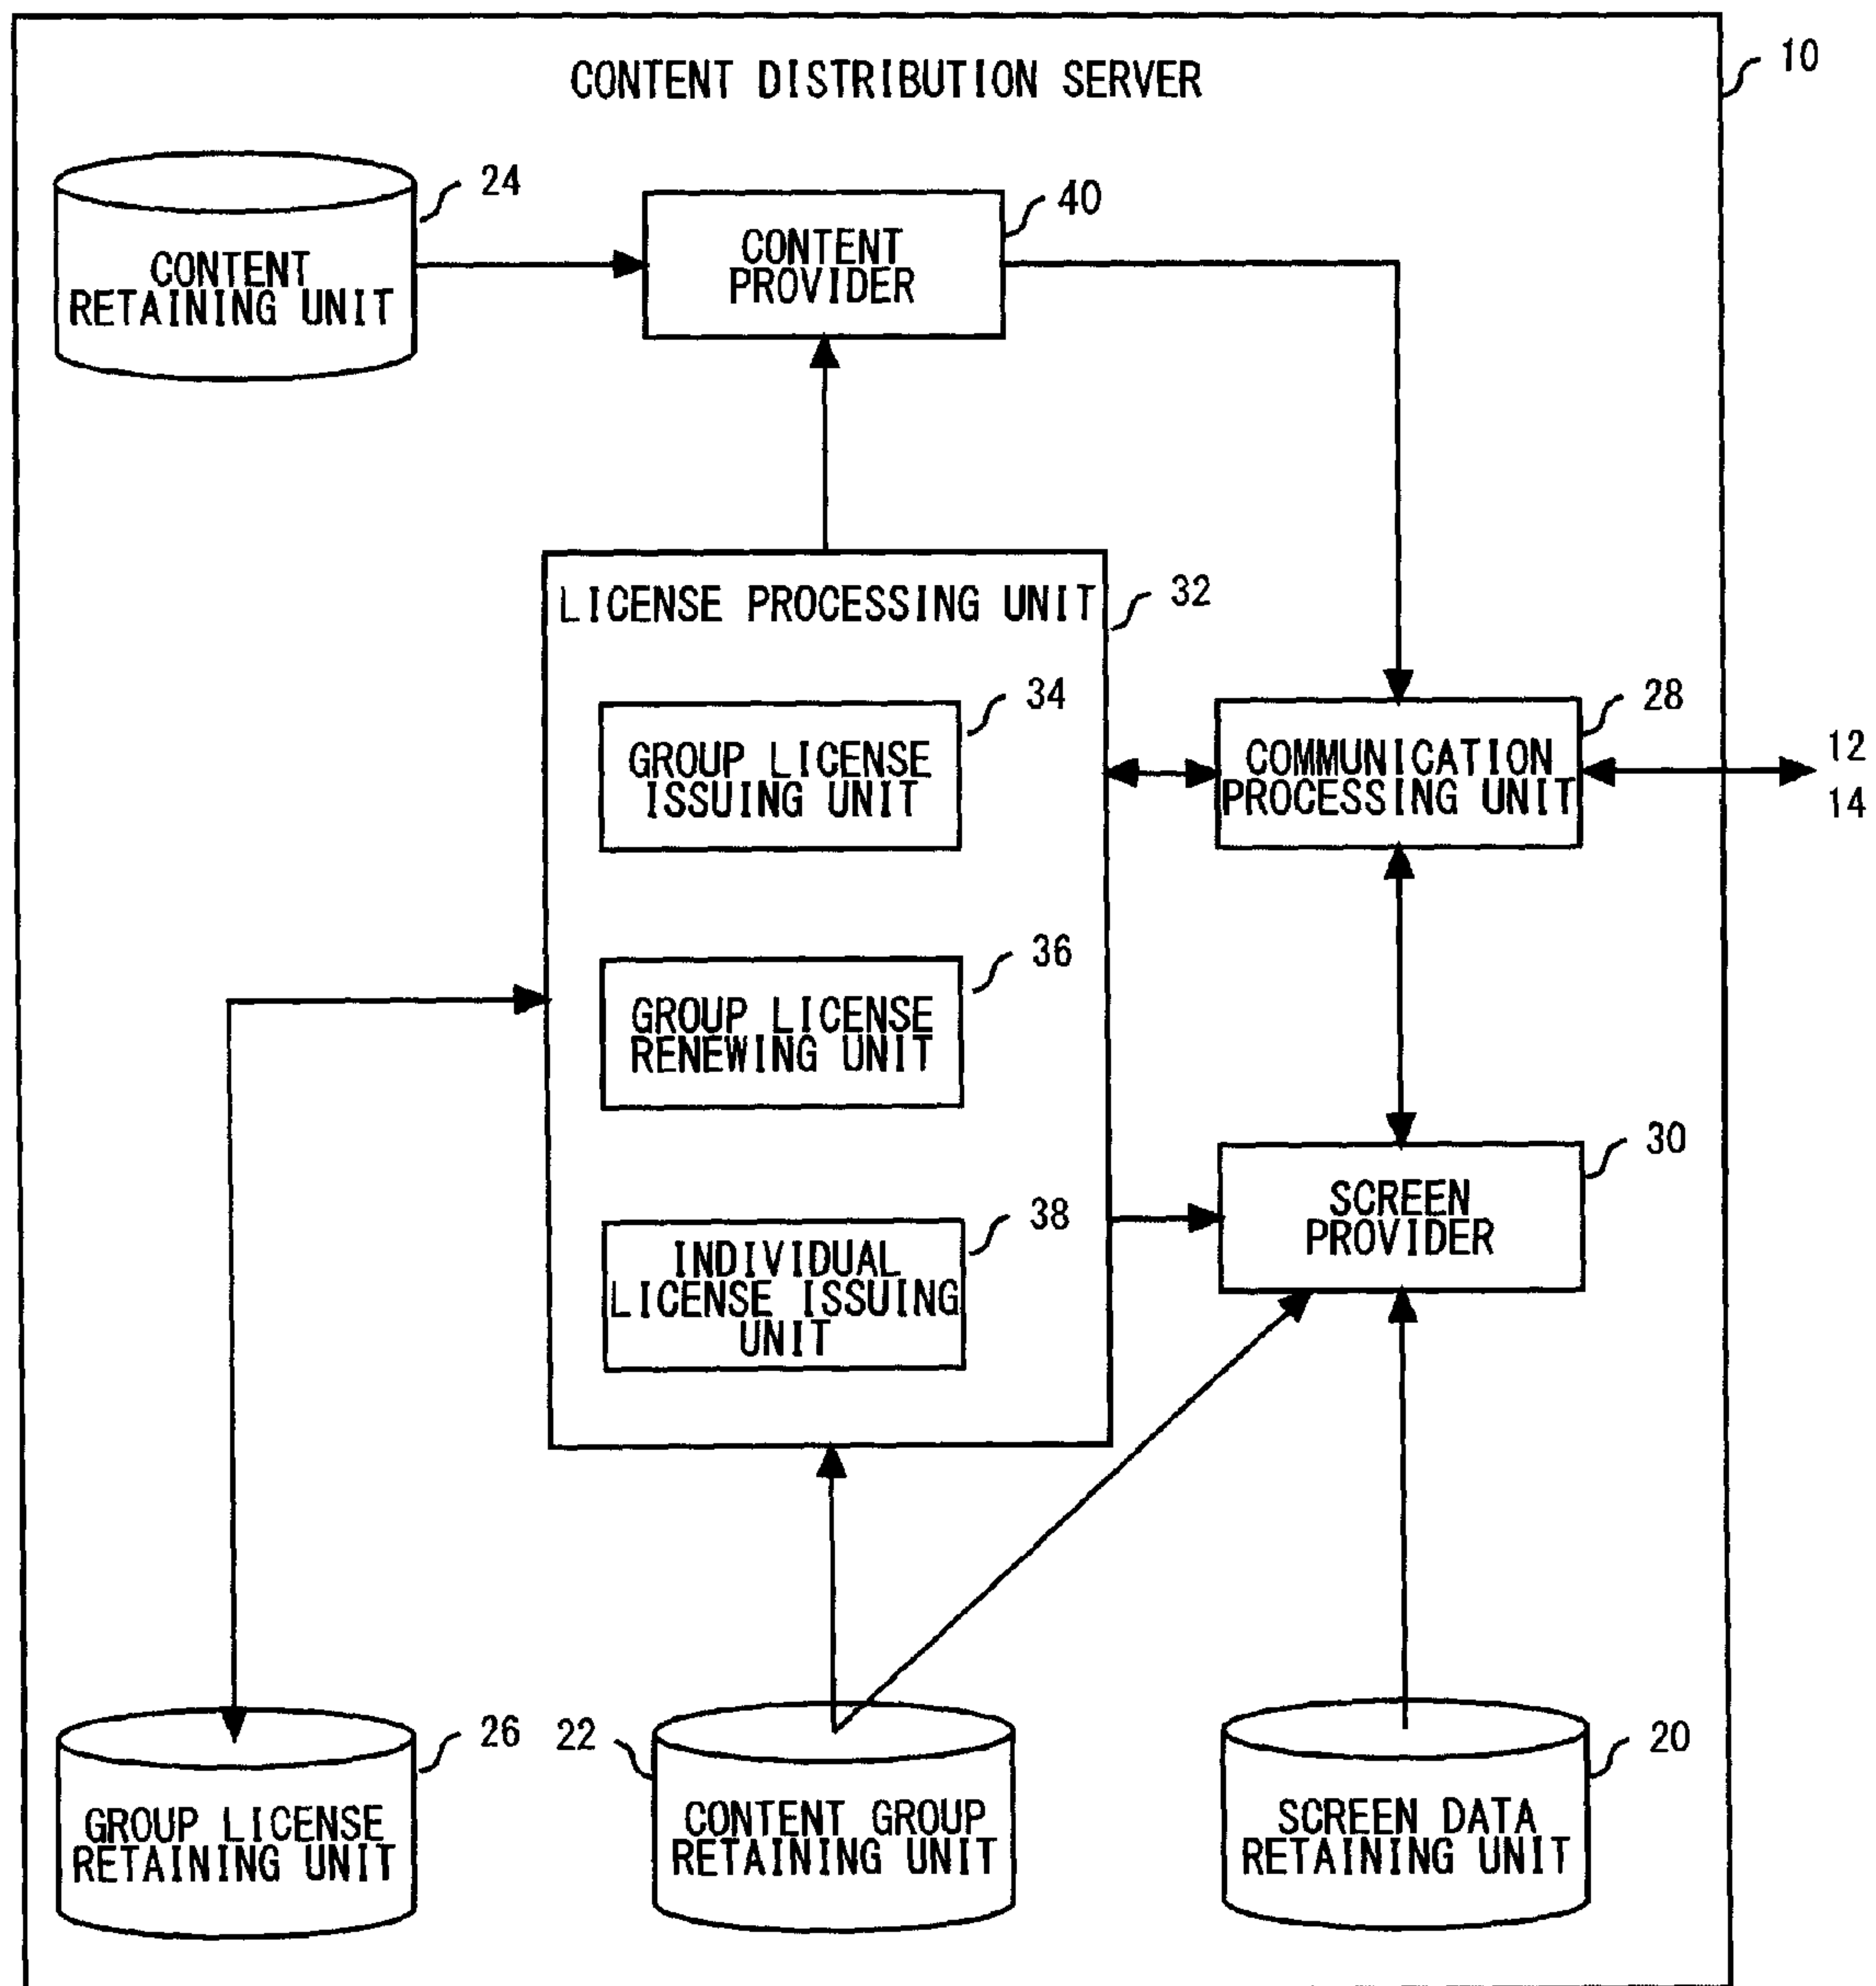 CONTENT DISTRIBUTION SERVER
10
24
CONTENT
RETAINING UNIT
40
CONTENT
PROVIDER
LICENSE PROCESSING UNIT
32
34
GROUP LICENSE
ISSUING UNIT
28
COMMUNICATION
PROCESSING UNIT
12
14
36
GROUP LICENSE
RENEWING UNIT
30
SCREEN
PROVIDER
38
INDIVIDUAL
LICENSE ISSUING
UNIT
26
GROUP LICENSE
RETAINING UNIT
22
CONTENT GROUP
RETAINING UNIT
20
SCREEN DATA
RETAINING UNIT